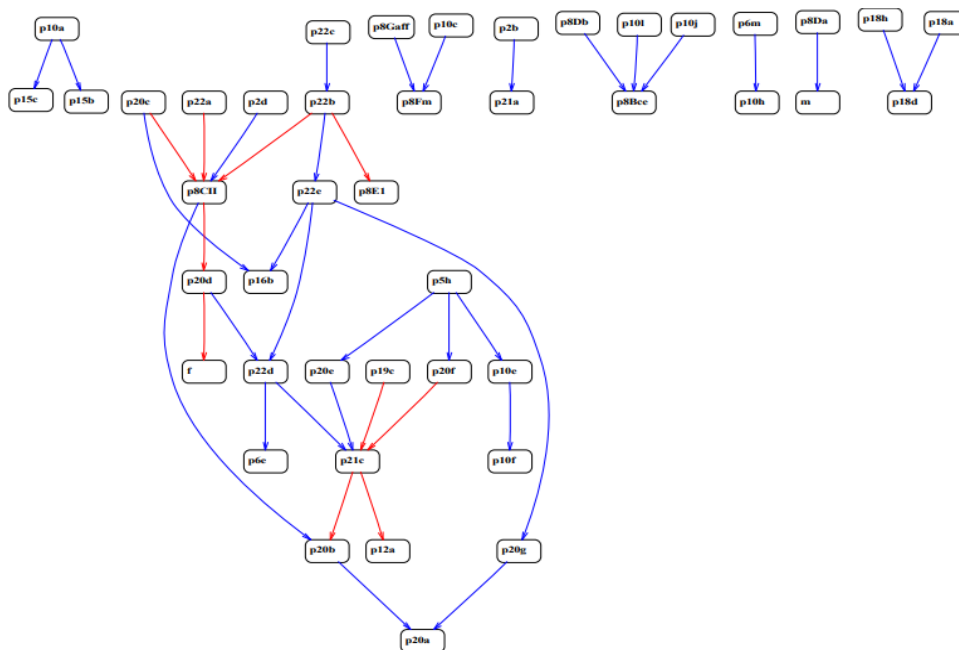 p10a
p22c
p8Gaff
p10c
p2b
p8Db
p10l
p10j
p6m
p8Da
p18h
p18a
p15c
p15b
p20c
p22a
p2d
p22b
p8Fm
p21a
p8Bce
p10h
m
p18d
p8CII
p22e
p8E1
p20d
p16b
p5h
f
p22d
p20e
p19c
p20f
p10e
p6c
p21c
p10f
p20b
p12a
p20g
p20a